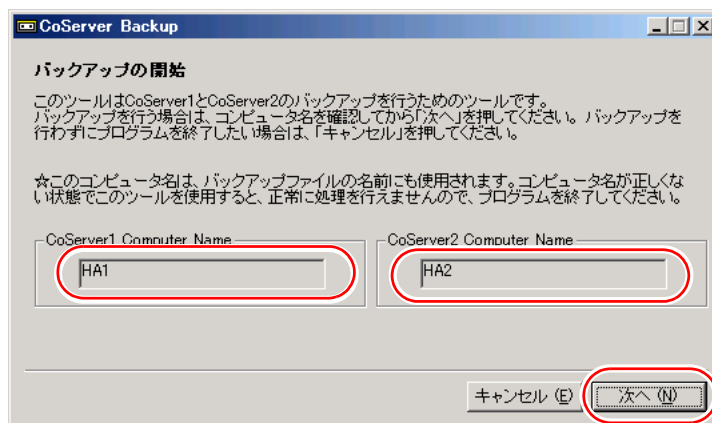 CoServer Backup
バックアップの開始
このツールはCoServer1とCoServer2のバックアップを行うためのツールです。
バックアップを行う場合は、コンピュータ名を確認してから「次へ」を押してください。バックアップを
行わずにプログラムを終了したい場合は、「キャンセル」を押してください。
☆このコンピュータ名は、バックアップファイルの名前にも使用されます。コンピュータ名が正しくな
い状態でこのツールを使用すると、正常に処理を行えませんので、プログラムを終了してください。
CoServer1 Computer Name
CoServer2 Computer Name
HA1
HA2
キャンセル (E)
次へ (N)